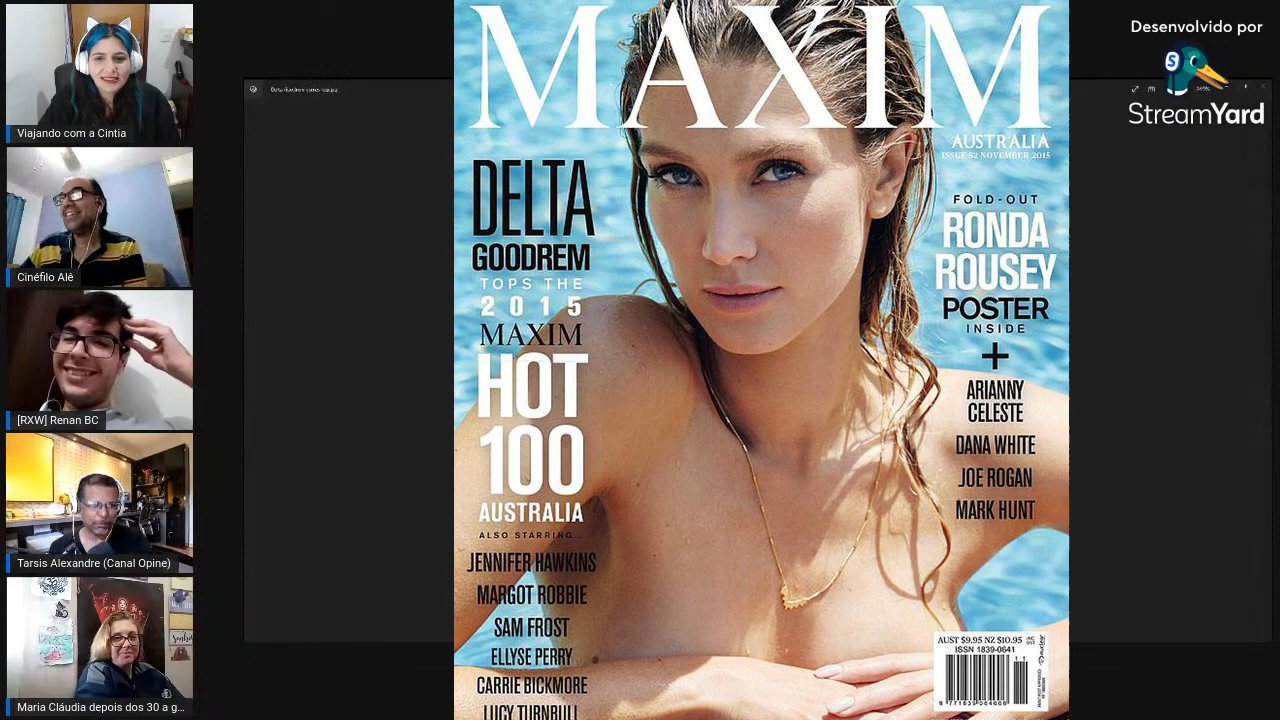 Viajando com a Cintia
Cinéfilo Alê
[RXW] Renan BC
Tarsis Alexandre (Canal Opine)
Maria Cláudia depois dos 30 a g...
MAXIM
AUSTRALIA
ISSUE 52 NOVEMBER 2015
DELTA
GOODREM
TOPS THE
2015
MAXIM
HOT
100
AUSTRALIA
ALSO STARRING...
JENNIFER HAWKINS
MARGOT ROBBIE
SAM FROST
ELLYSE PERRY
CARRIE BICKMORE
LUCY TURNBULL
FOLD-OUT
RONDA
ROUSEY
POSTER
INSIDE
+
ARIANNY
CELESTE
DANA WHITE
JOE ROGAN
MARK HUNT
AUST $9.95 NZ $10.95
ISSN 1839-0641
Desenvolvido por
StreamYard